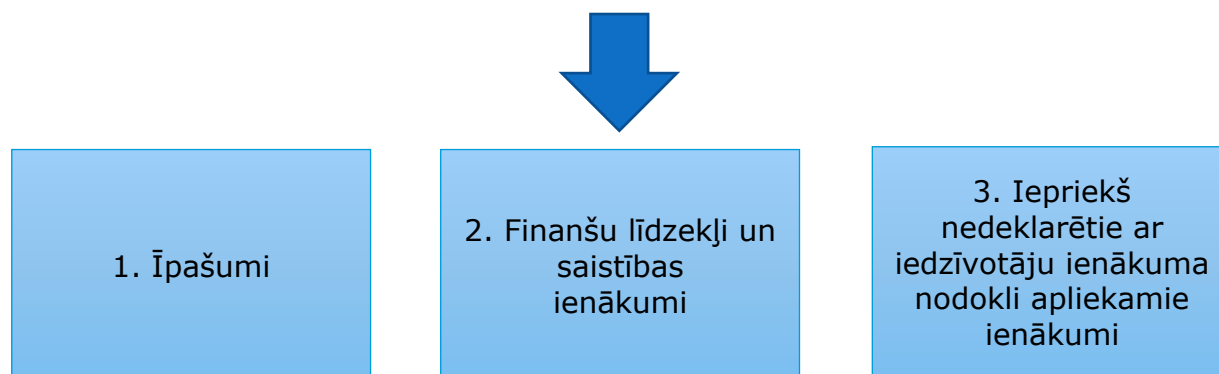 1. Īpašumi
2. Finanšu līdzekļi un
saistības
ienākumi
3. Iepriekš
nedeklarētie ar
iedzīvotāju ienākuma
nodokli apliekamie
ienākumi